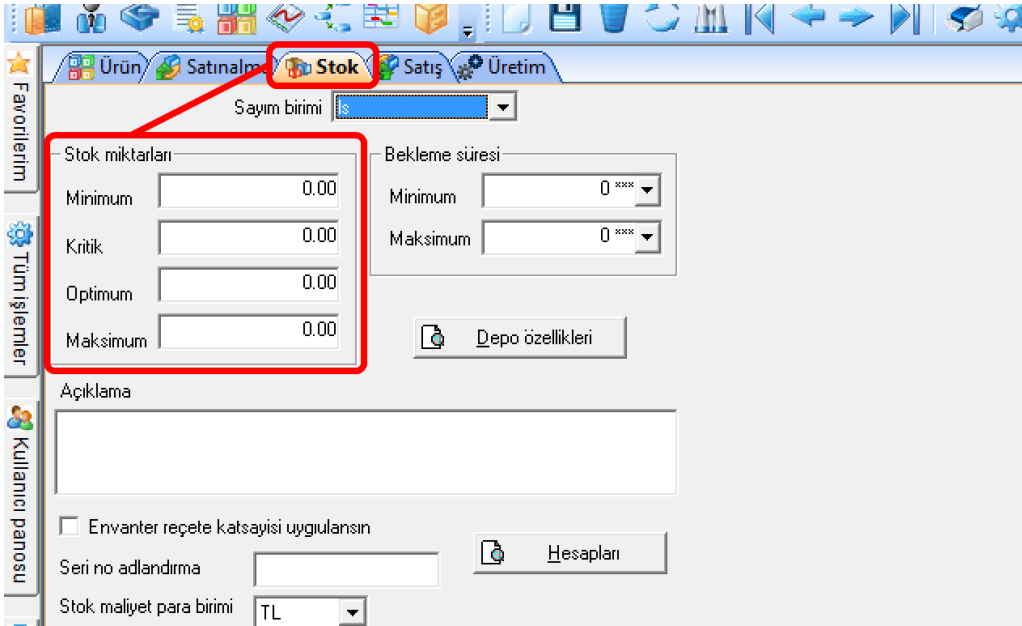 Ürün Satınalma Stok Satış Üretim
Favorilerim
Tüm işlemler
Kullanıcı panosu
Sayım birimi ls
Stok miktarları
Minimum 0.00
Kritik 0.00
Optimum 0.00
Maksimum 0.00
Bekleme süresi
Minimum 0 ***
Maksimum 0 ***
Depo özellikleri
Açıklama
Envanter reçete katsayisi uygıulansın
Hesapları
Seri no adlandırma
Stok maliyet para birimi TL